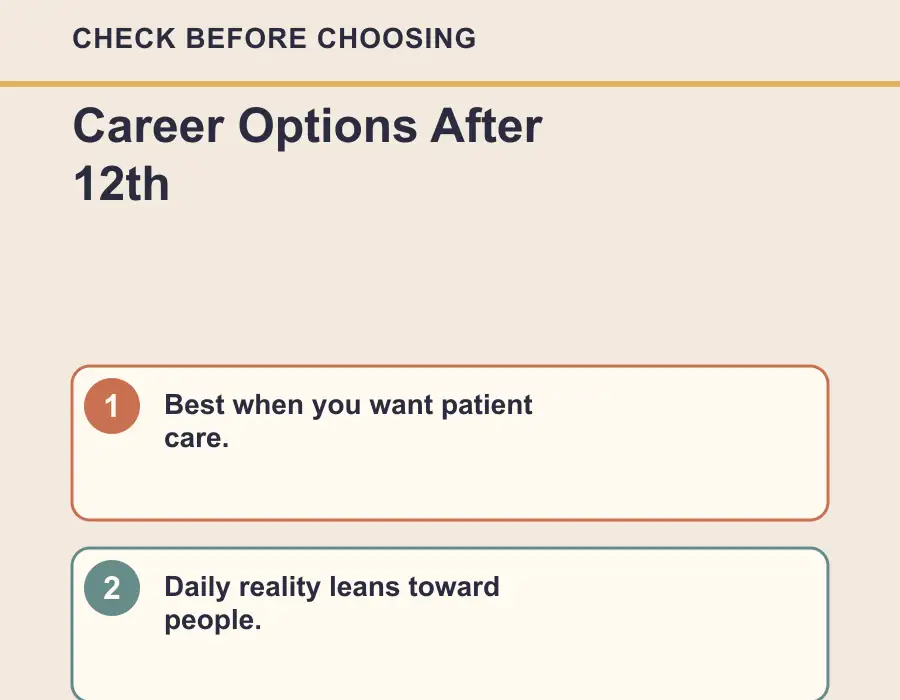 CHECK BEFORE CHOOSING
Career Options After
12th
1
Best when you want patient
care.
2
Daily reality leans toward
people.